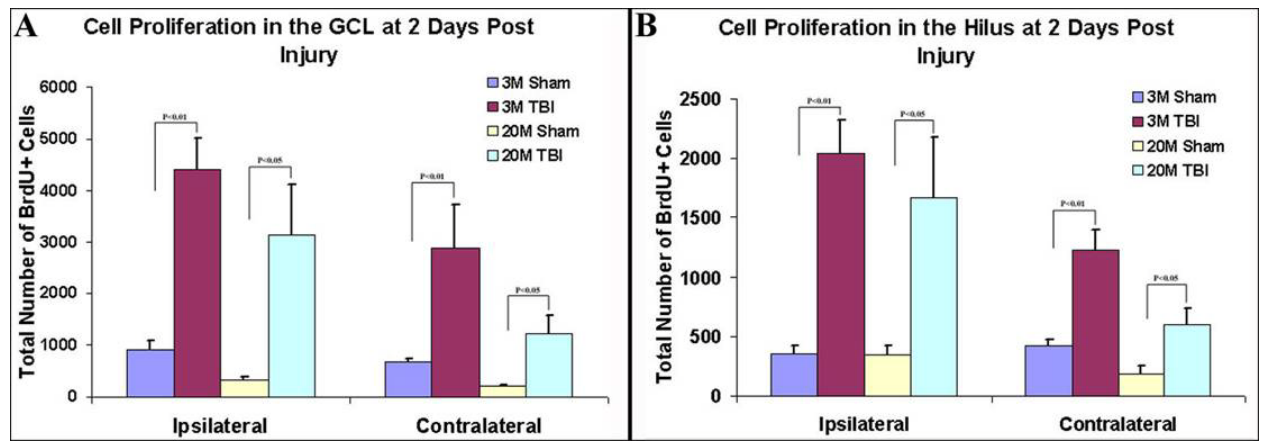 A
Cell Proliferation in the GCL at 2 Days Post
Injury
Total Number of BrdU+ Cells
6000
5000
4000
3000
2000
1000
0
3M Sham
3M TBI
20M Sham
20M TBI
P<0.01
P<0.05
P<0.01
P<0.05
Ipsilateral
Contralateral
B
Cell Proliferation in the Hilus at 2 Days Post
Injury
Total Number of BrdU+ Cells
2500
2000
1500
1000
500
0
3M Sham
3M TBI
20M Sham
20M TBI
P<0.01
P<0.05
P<0.01
P<0.05
Ipsilateral
Contralateral